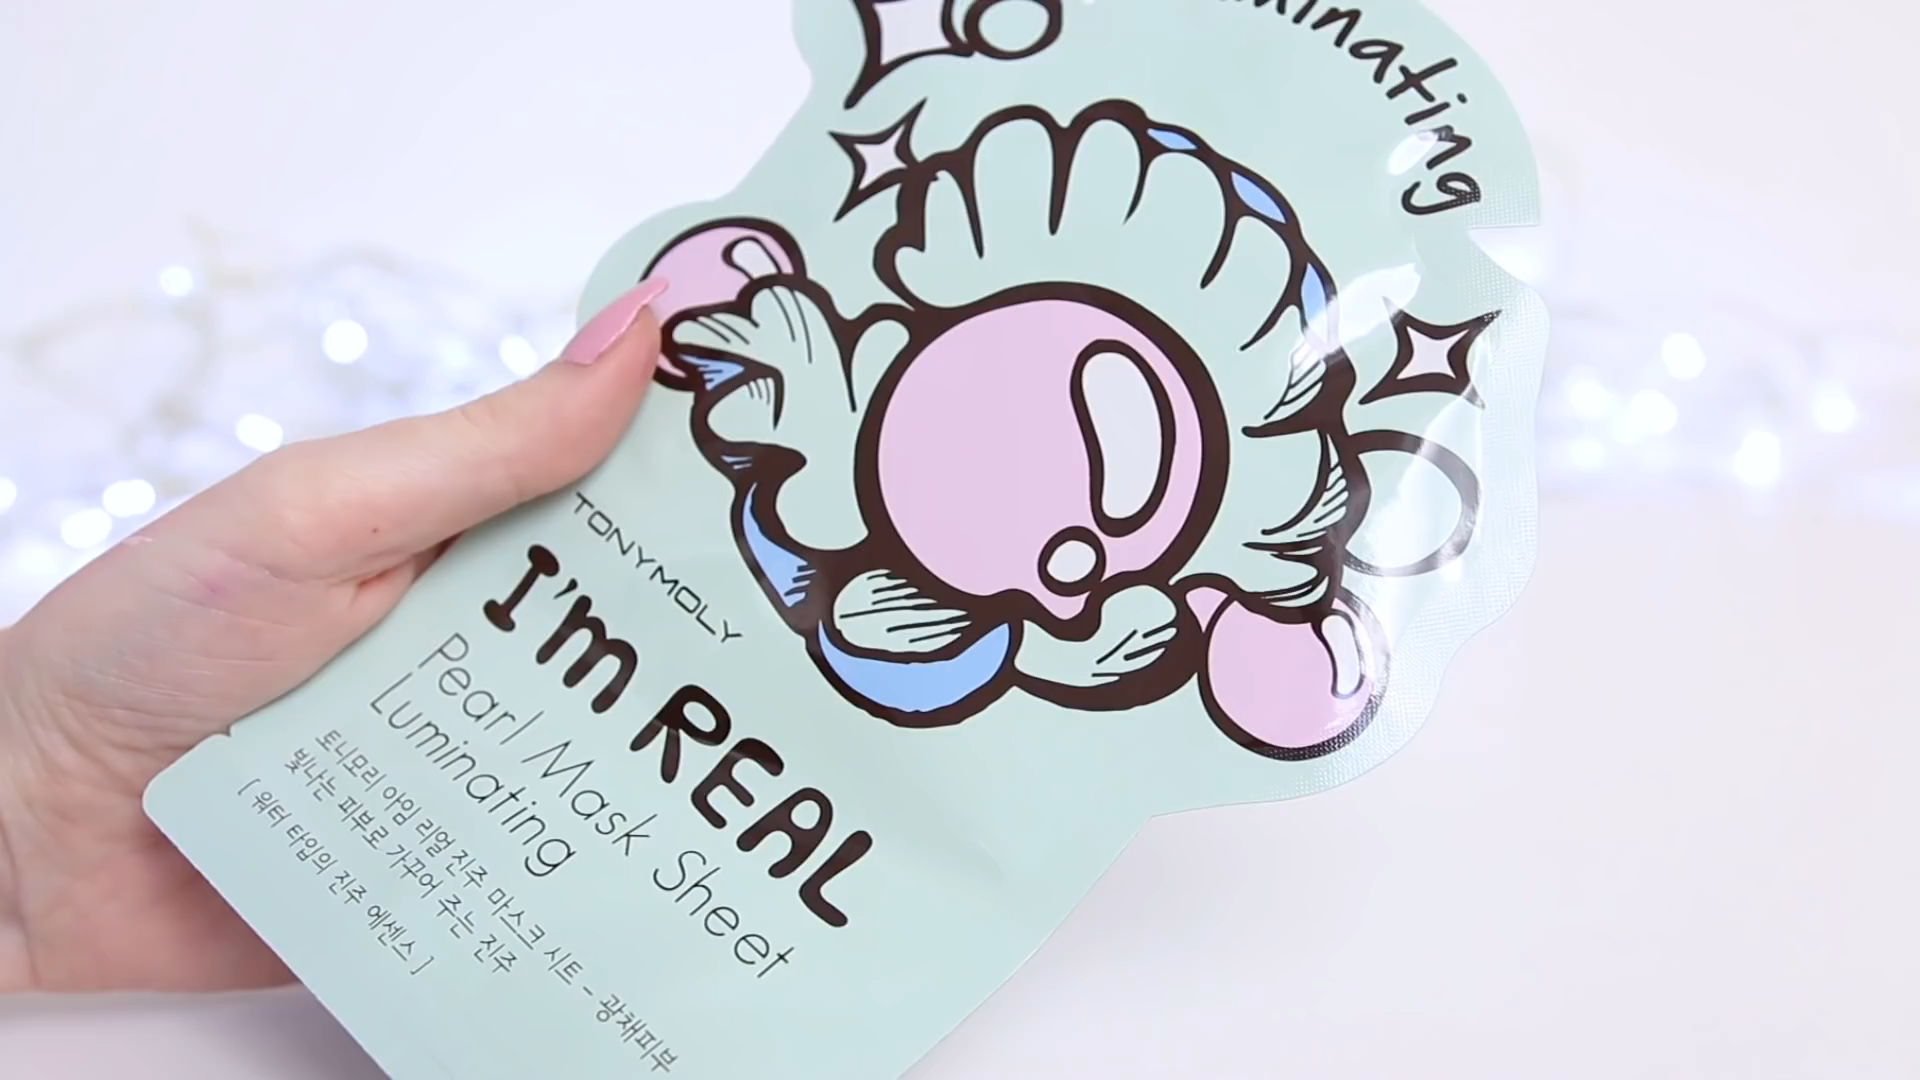 minating
TONYMOLY
I'm REAL
Pearl Mask Sheet
Luminating
토니모리 아임 리얼 진주 마스크 시트 - 광채피부
빛나는 피부로 가꾸어 주는 진주
[ 워터 타입의 진주 에센스 ]